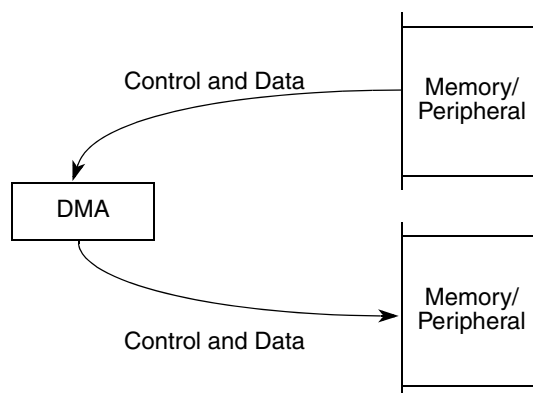 Control and Data
Memory/
Peripheral
DMA
Memory/
Peripheral
Control and Data